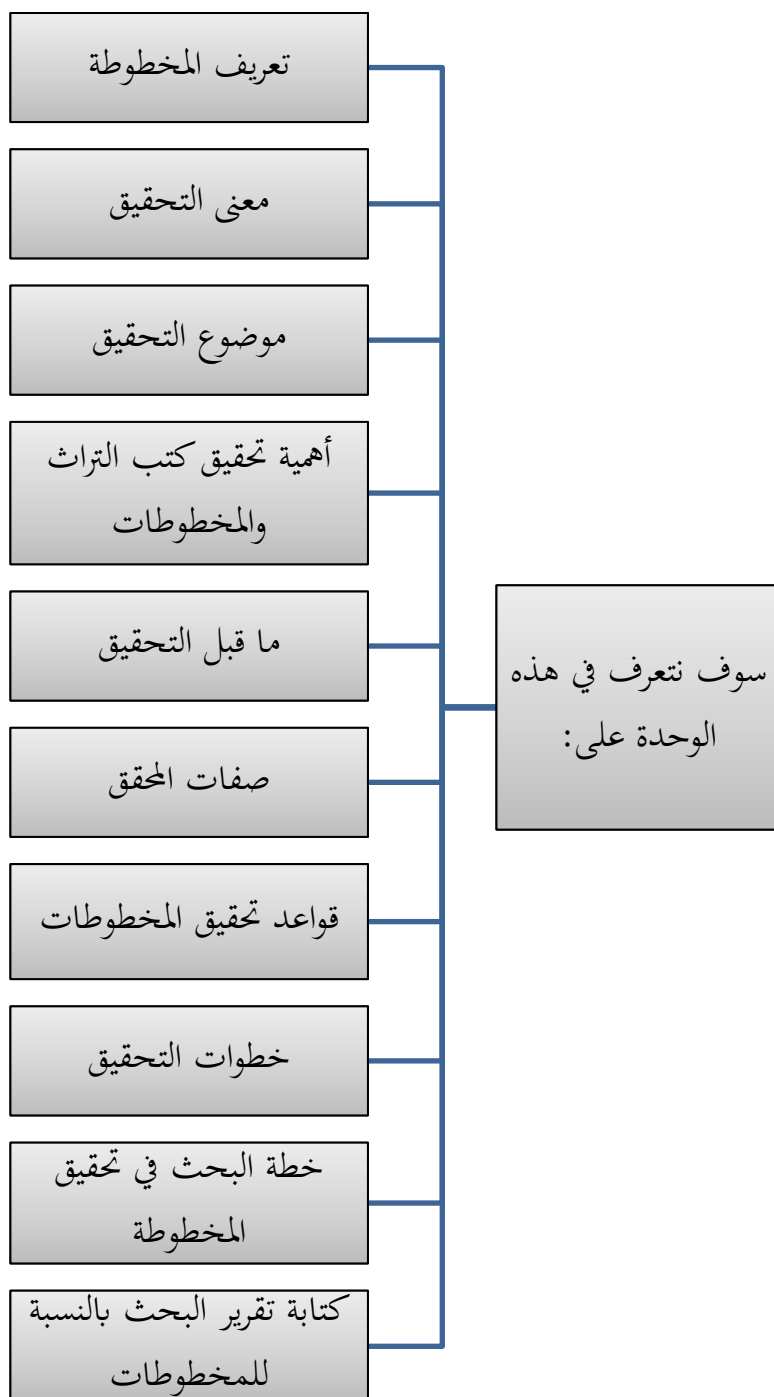 سوف نتعرف في هذه
الوحدة على:
تعريف المخطوطة
معنى التحقيق
موضوع التحقيق
أهمية تحقيق كتب التراث
والمخطوطات
ما قبل التحقيق
صفات المحقق
قواعد تحقيق المخطوطات
خطوات التحقيق
خطة البحث في تحقيق
المخطوطة
كتابة تقرير البحث بالنسبة
للمخطوطات